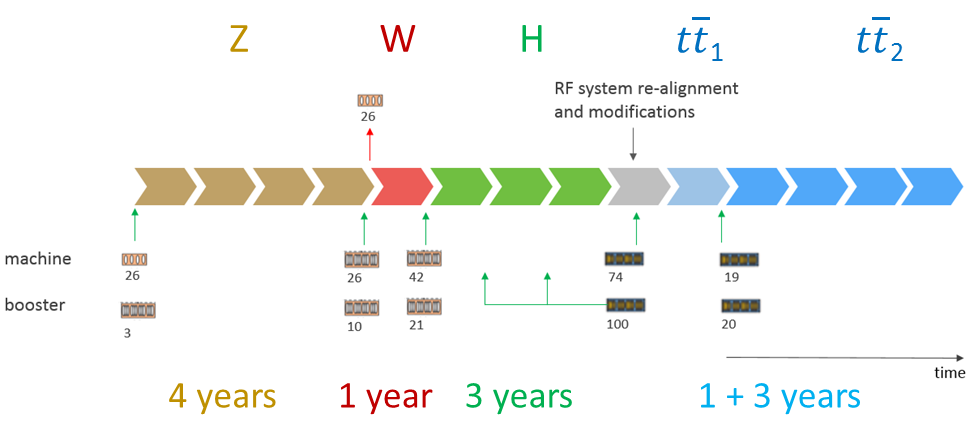 Z W H tt̄₁ tt̄₂
RF system re-alignment
and modifications
26
machine
26 26 42 74 19
booster
3 10 21 100 20
time
4 years 1 year 3 years 1 + 3 years